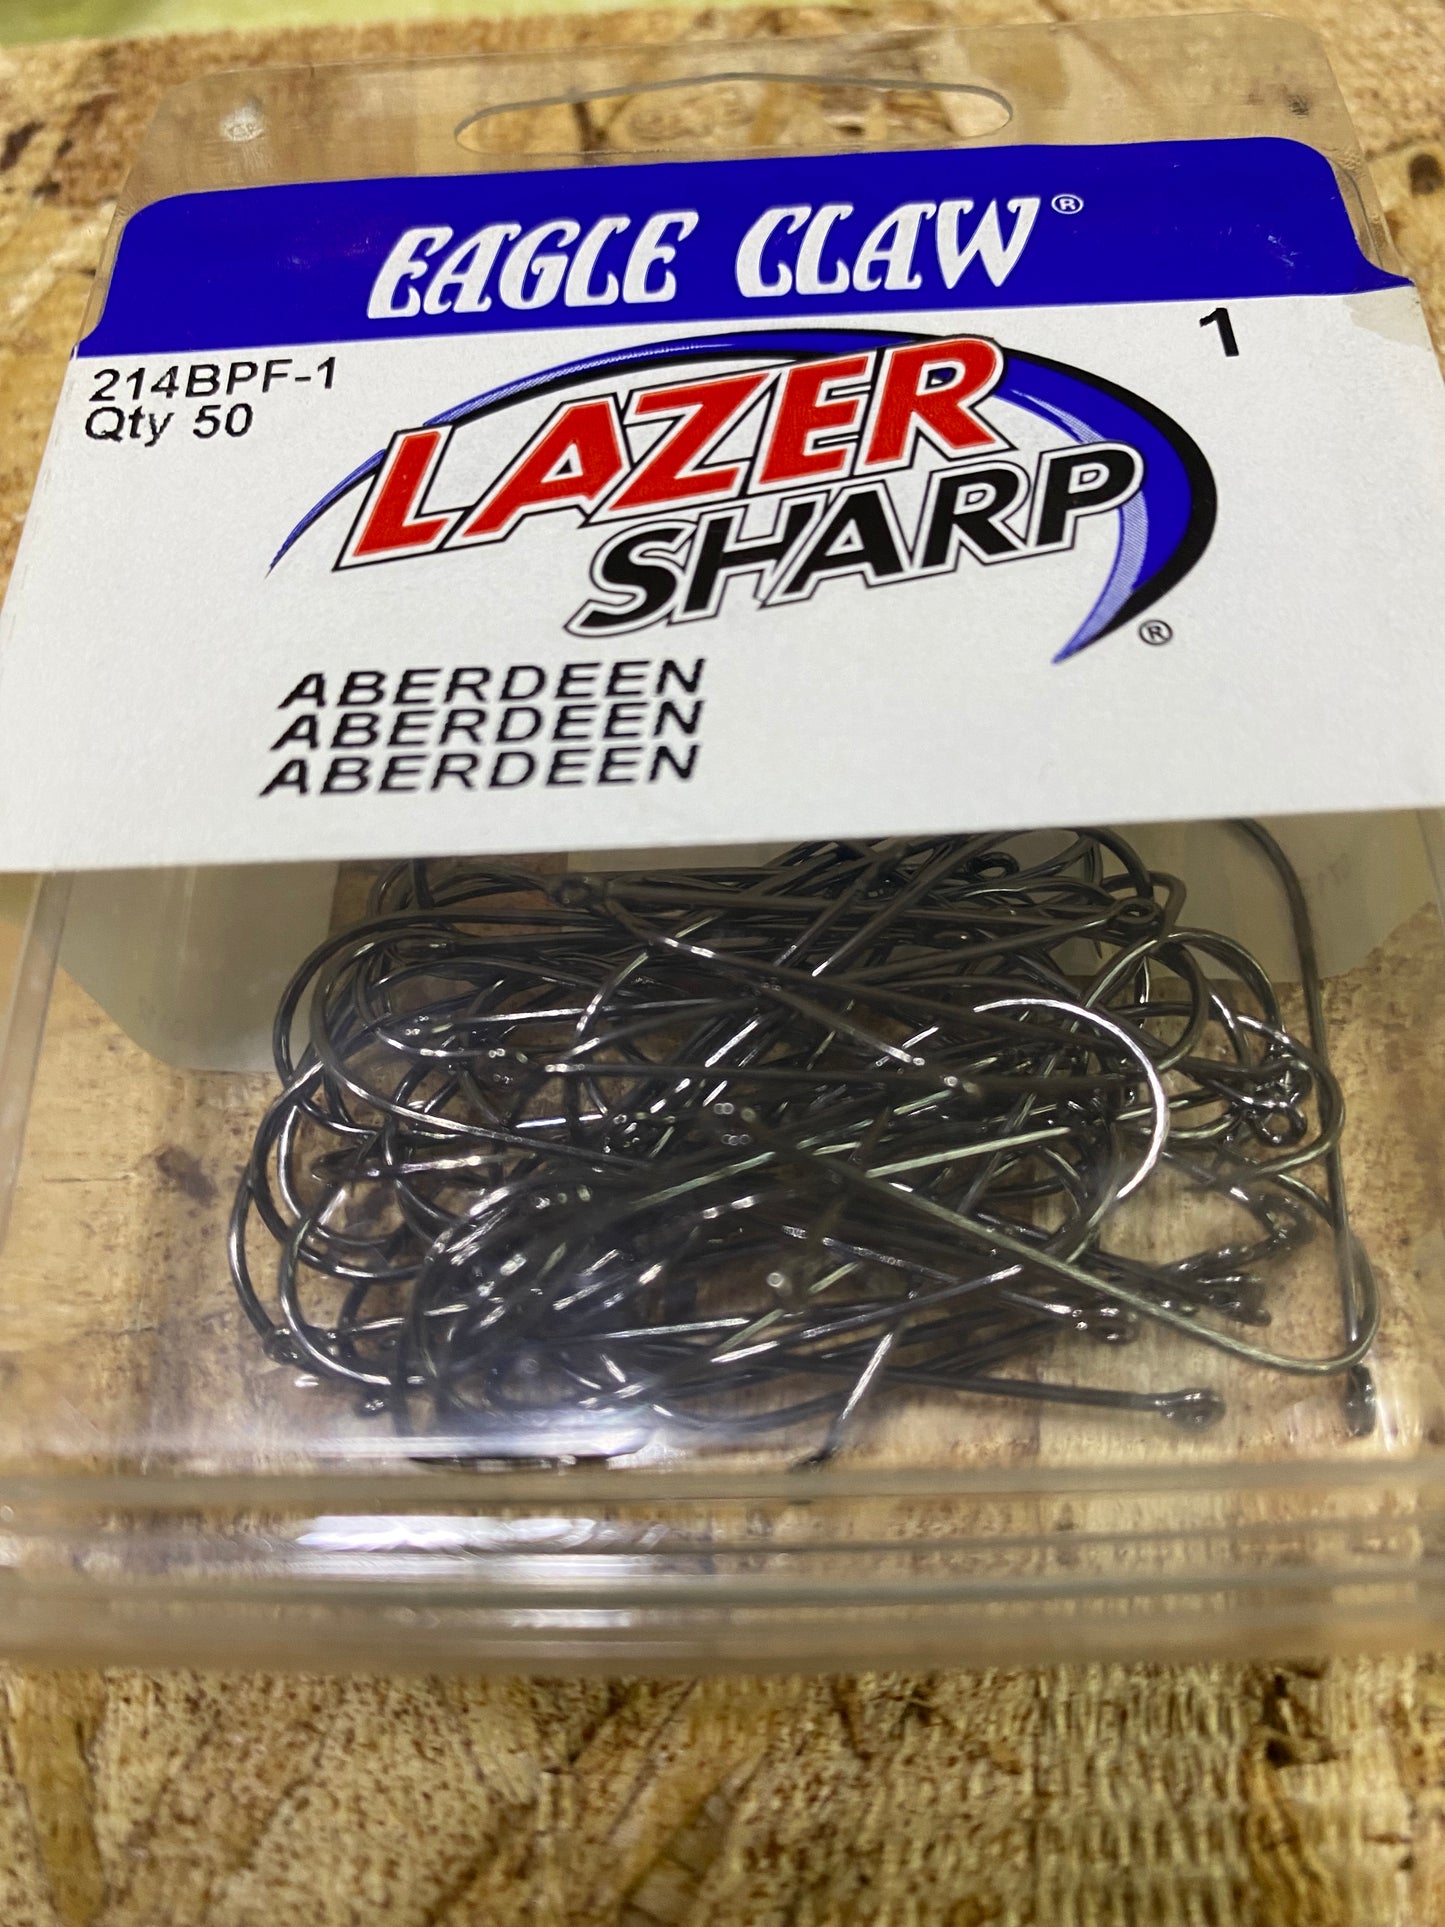 EAGLE CLAW®
214BPF-1
Qty 50
1
LAZER
SHARP®
ABERDEEN
ABERDEEN
ABERDEEN